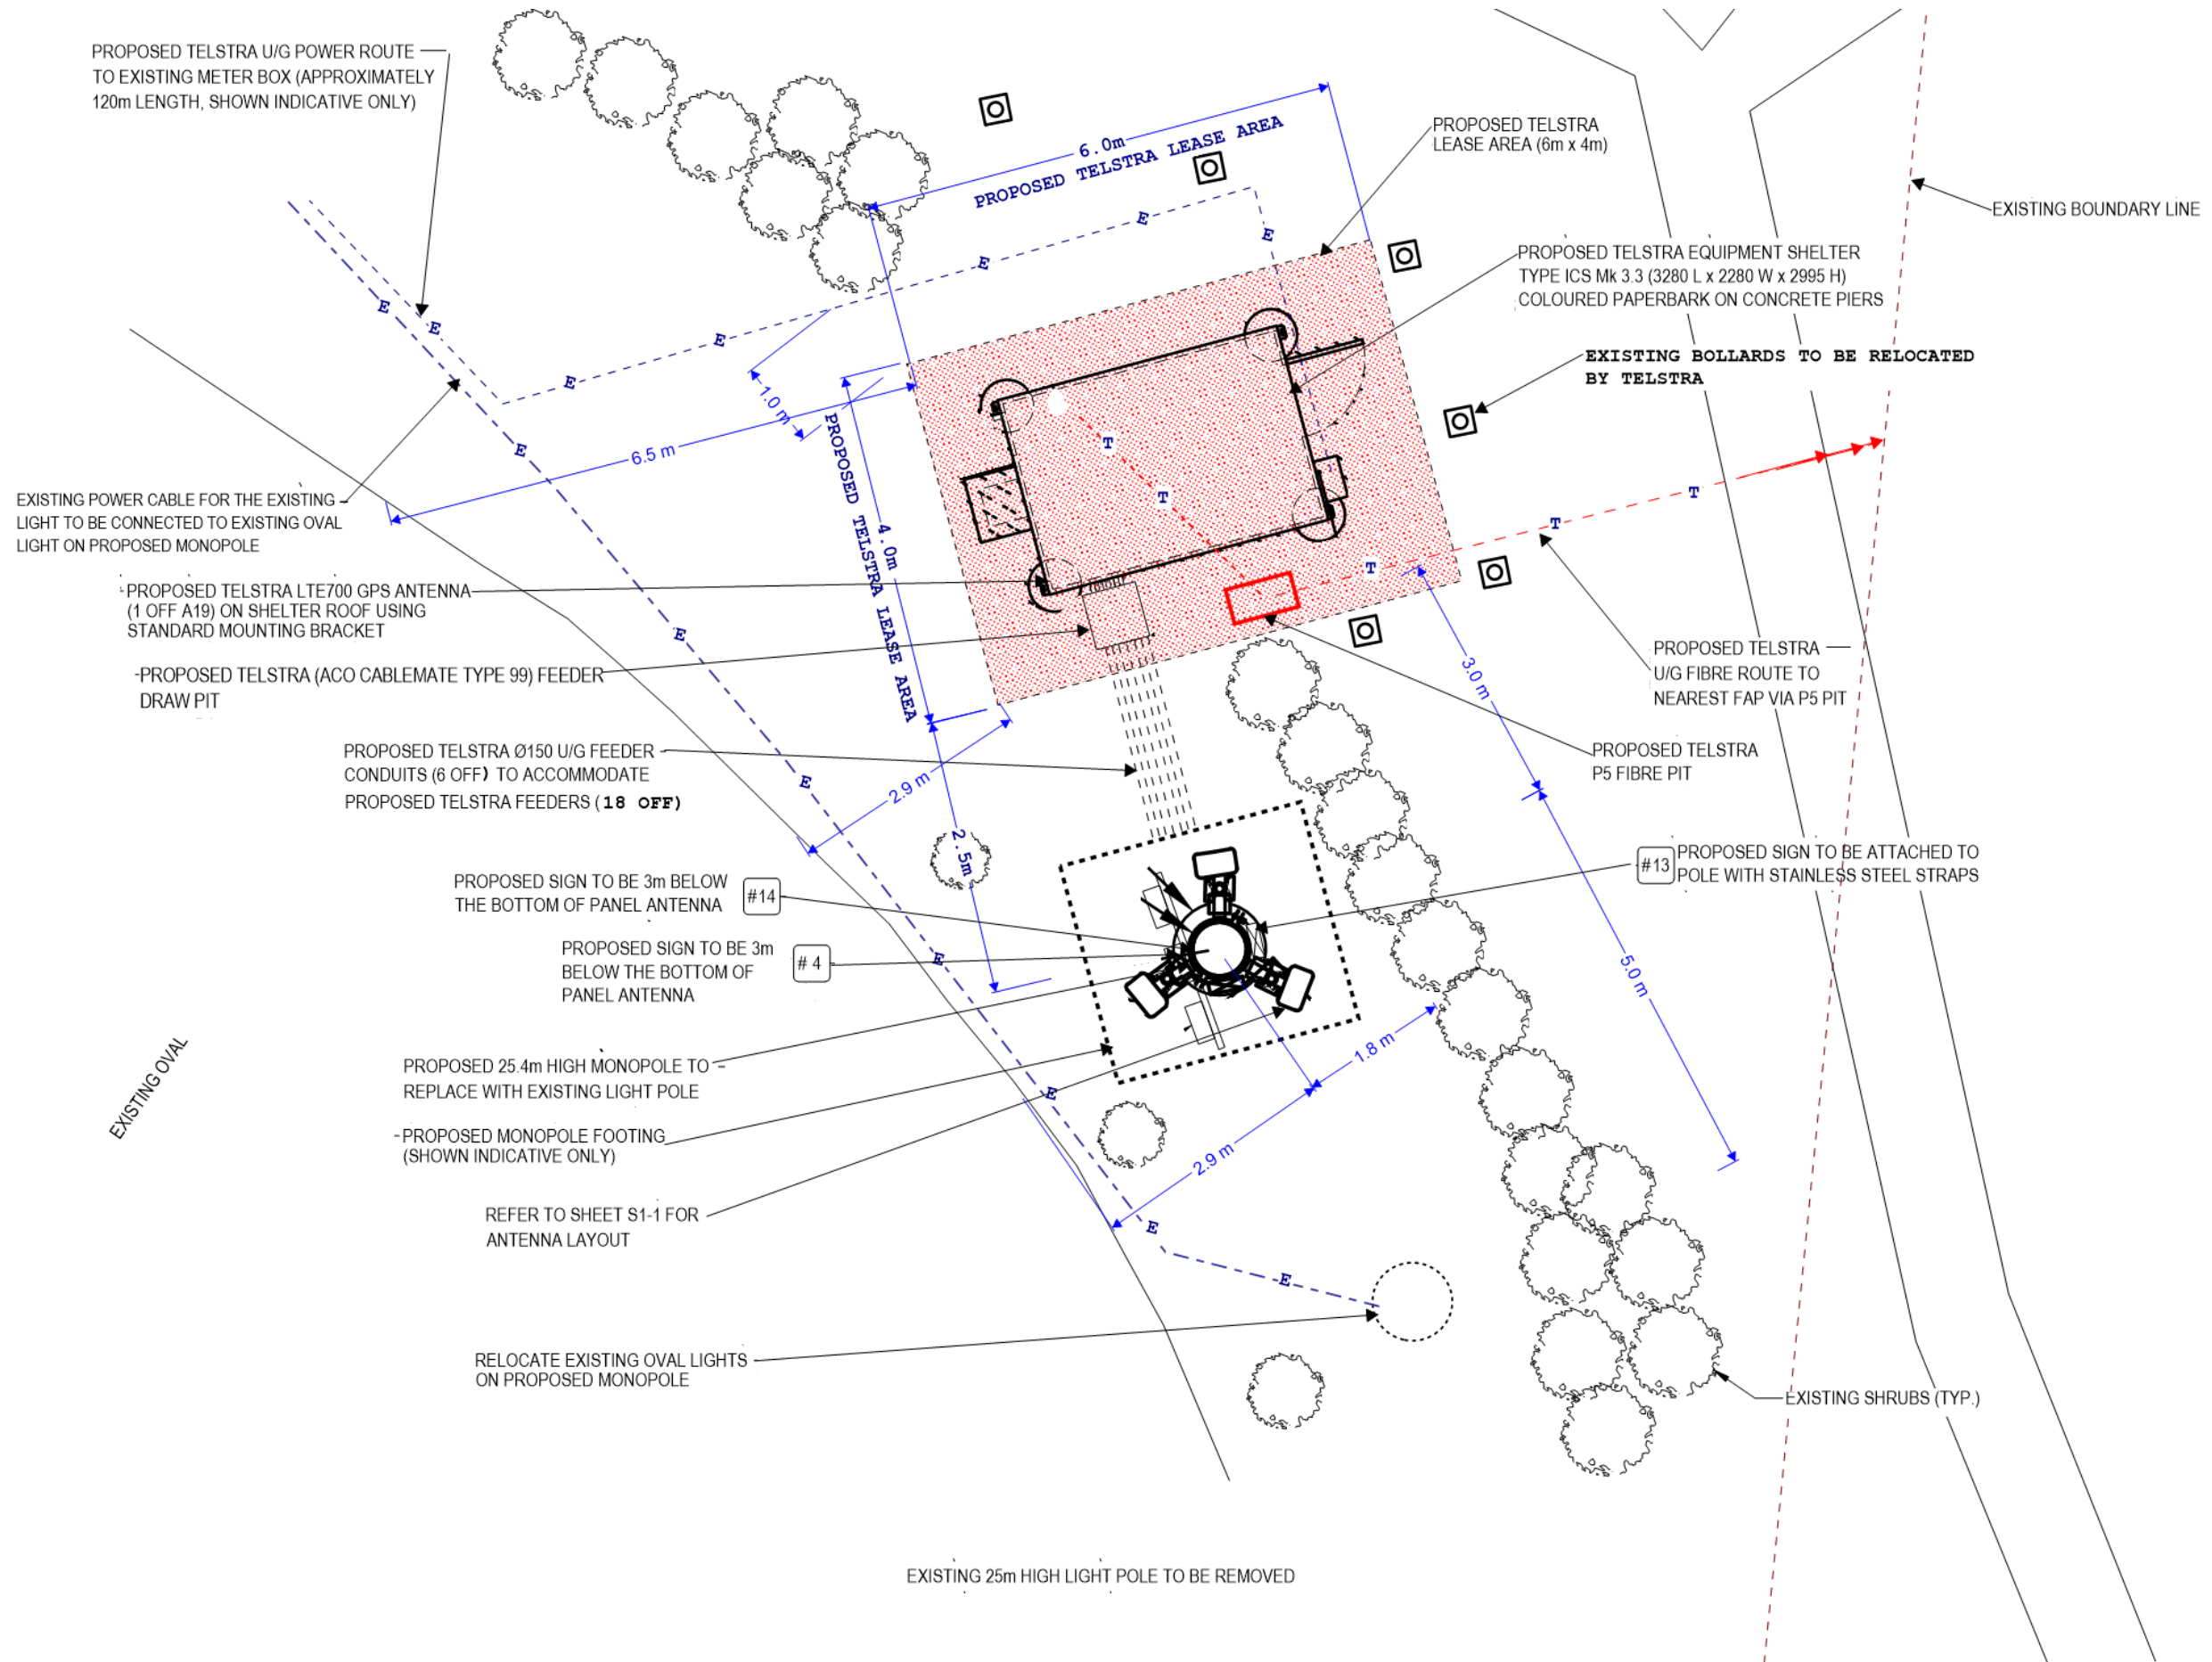 PROPOSED TELSTRA U/G POWER ROUTE
TO EXISTING METER BOX (APPROXIMATELY
120m LENGTH, SHOWN INDICATIVE ONLY)
6.0m
PROPOSED TELSTRA LEASE AREA
PROPOSED TELSTRA
LEASE AREA (6m x 4m)
EXISTING BOUNDARY LINE
PROPOSED TELSTRA EQUIPMENT SHELTER
TYPE ICS Mk 3.3 (3280 L x 2280 W x 2995 H)
COLOURED PAPERBARK ON CONCRETE PIERS
EXISTING BOLLARDS TO BE RELOCATED
BY TELSTRA
E
E
E
E
E
E
E
E
1.0 m
6.5 m
4.0m
PROPOSED TELSTRA LEASE AREA
T
T
T
T
T
EXISTING POWER CABLE FOR THE EXISTING
LIGHT TO BE CONNECTED TO EXISTING OVAL
LIGHT ON PROPOSED MONOPOLE
E
PROPOSED TELSTRA LTE700 GPS ANTENNA
(1 OFF A19) ON SHELTER ROOF USING
STANDARD MOUNTING BRACKET
PROPOSED TELSTRA (ACO CABLEMATE TYPE 99) FEEDER
DRAW PIT
3.0 m
PROPOSED TELSTRA
U/G FIBRE ROUTE TO
NEAREST FAP VIA P5 PIT
PROPOSED TELSTRA
P5 FIBRE PIT
PROPOSED TELSTRA Ø150 U/G FEEDER
CONDUITS (6 OFF) TO ACCOMMODATE
PROPOSED TELSTRA FEEDERS (18 OFF)
E
2.9 m
2.5m
PROPOSED SIGN TO BE 3m BELOW
THE BOTTOM OF PANEL ANTENNA
#14
#13
PROPOSED SIGN TO BE ATTACHED TO
POLE WITH STAINLESS STEEL STRAPS
PROPOSED SIGN TO BE 3m
BELOW THE BOTTOM OF
PANEL ANTENNA
# 4
E
5.0 m
EXISTING OVAL
PROPOSED 25.4m HIGH MONOPOLE TO
REPLACE WITH EXISTING LIGHT POLE
E
1.8 m
PROPOSED MONOPOLE FOOTING
(SHOWN INDICATIVE ONLY)
2.9 m
REFER TO SHEET S1-1 FOR
ANTENNA LAYOUT
E
E
RELOCATE EXISTING OVAL LIGHTS
ON PROPOSED MONOPOLE
EXISTING SHRUBS (TYP.)
EXISTING 25m HIGH LIGHT POLE TO BE REMOVED